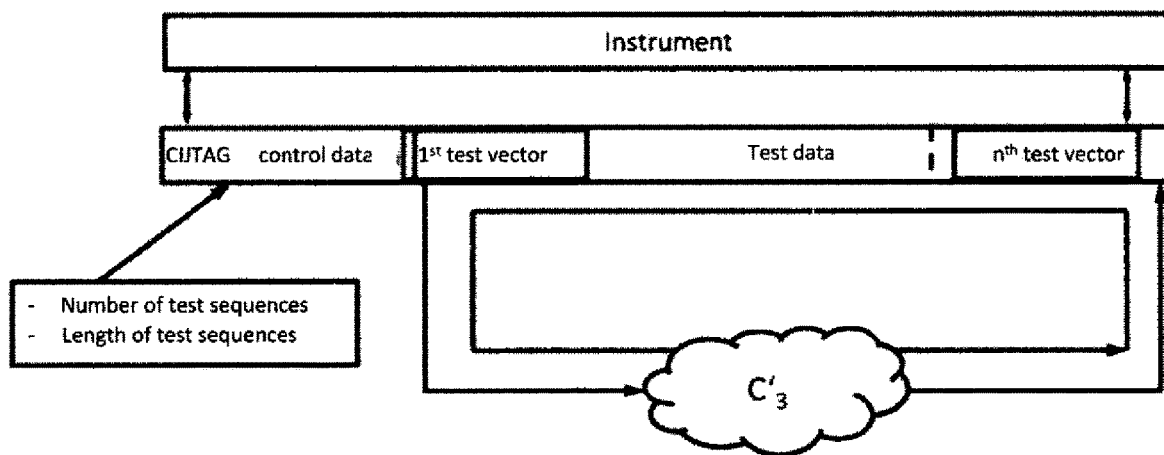 Instrument
CIJTAG control data
1st test vector
Test data
nth test vector
- Number of test sequences
- Length of test sequences
C'3